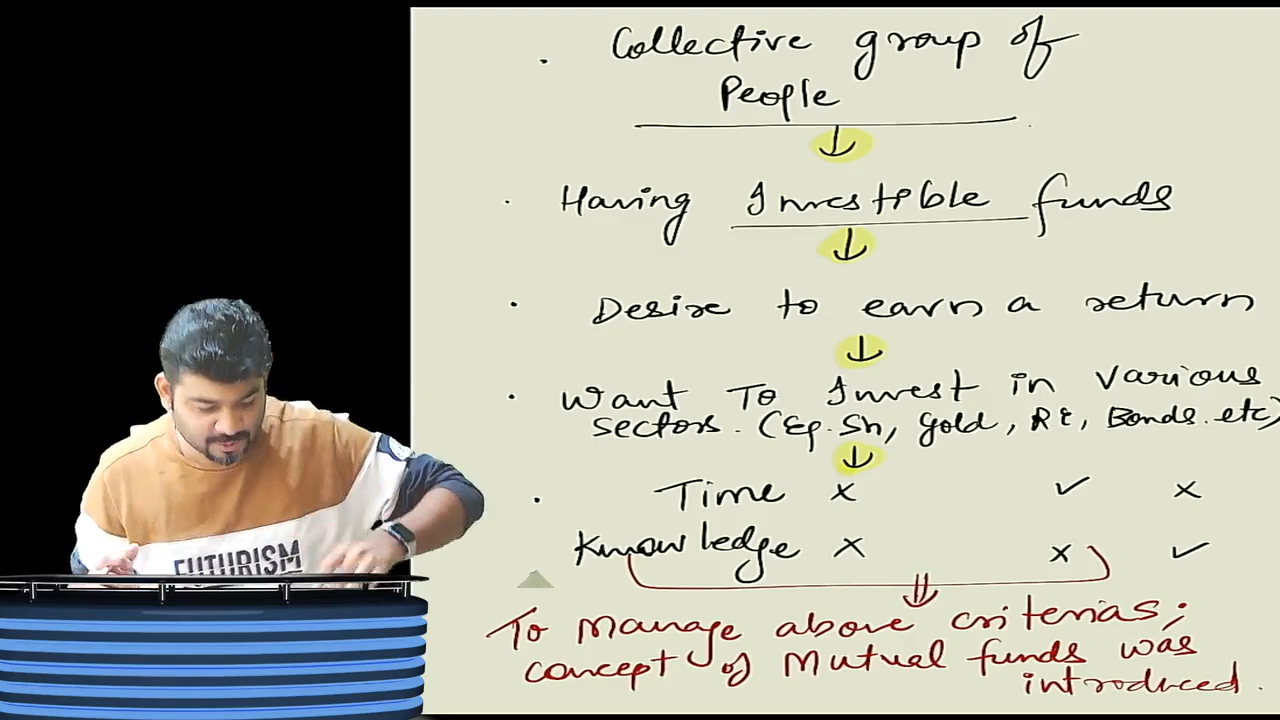 . Collective group of
People
↓
. Having Investible funds
↓
. Desire to earn a return
↓
. Want To Invest in various
sectors. (Eq. Sh, Gold, RE, Bonds. etc)
↓
. Time × ✓ ×
Knowledge × × ✓
⇓
To manage above criterias;
concept of Mutual funds was
introduced.
FUTURISM